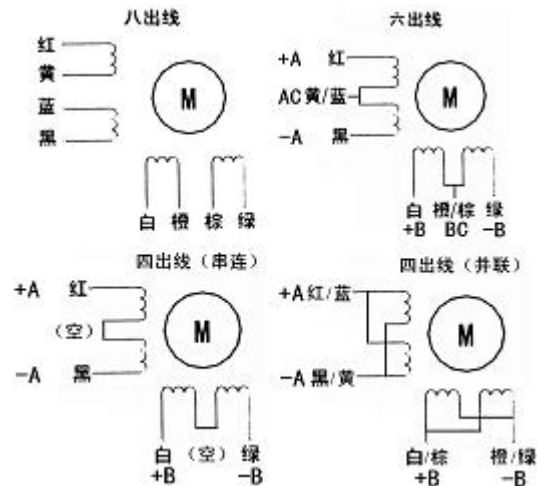 八出线
红
黄
蓝
黑
M
白 橙 棕 绿
六出线
+A 红
AC 黄/蓝
-A 黑
M
白 橙/棕 绿
+B BC -B
四出线（串连）
+A 红
（空）
-A 黑
M
白 （空） 绿
+B -B
四出线（并联）
+A 红/蓝
-A 黑/黄
M
白/棕 橙/绿
+B -B